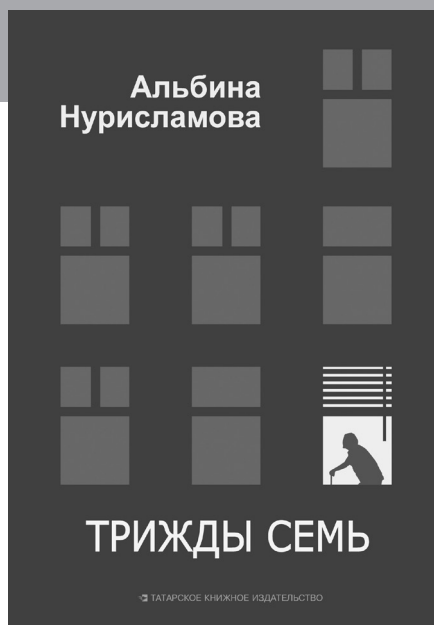 Альбина
Нурисламова
ТРИЖДЫ СЕМЬ
ТАТАРСКОЕ КНИЖНОЕ ИЗДАТЕЛЬСТВО